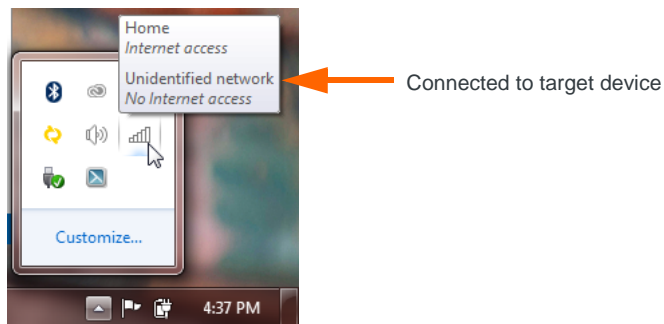 Home
Internet access
Unidentified network
No Internet access
Connected to target device
Customize...
4:37 PM